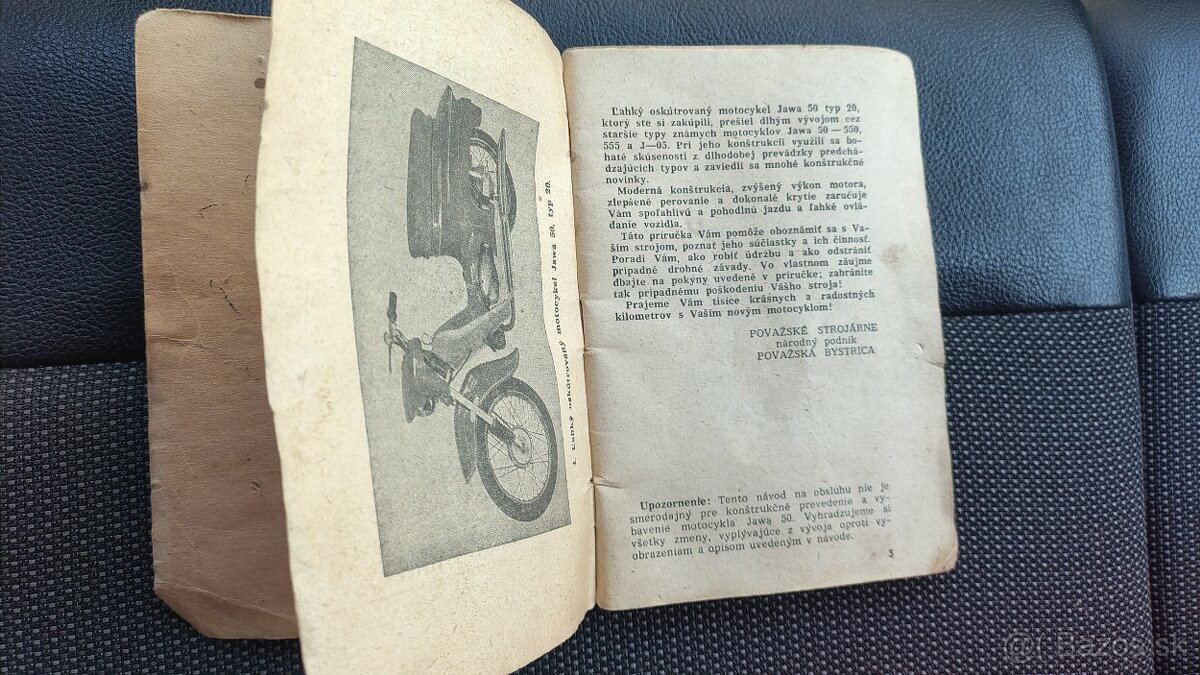 1. Ľahký oskútrovaný motocykel Jawa 50, typ 20.
Ľahký oskútrovaný motocykel Jawa 50 typ 20,
ktorý ste si zakúpili, prešiel dlhým vývojom cez
staršie typy známych motocyklov Jawa 50 — 550,
555 a J—05. Pri jeho konštrukcii využili sa bo-
haté skúsenosti z dlhodobej prevádzky predchá-
dzajúcich typov a zaviedli sa mnohé konštrukčné
novinky.
Moderná konštrukcia, zvýšený výkon motora,
zlepšené perovanie a dokonalé krytie zaručuje
Vám spoľahlivú a pohodlnú jazdu a ľahké ovlá-
danie vozidla.
Táto príručka Vám pomôže oboznámiť sa s Va-
ším strojom, poznať jeho súčiastky a ich činnosť.
Poradí Vám, ako robiť údržbu a ako odstrániť
prípadné drobné závady. Vo vlastnom záujme
dbajte na pokyny uvedené v príručke; zabránite
tak prípadnému poškodeniu Vášho stroja!
Prajeme Vám tisíce krásnych a radostných
kilometrov s Vaším novým motocyklom!
POVAŽSKÉ STROJÁRNE
národný podnik
POVAŽSKÁ BYSTRICA
Upozornenie: Tento návod na obsluhu nie je
smerodajný pre konštrukčné prevedenie a vy-
bavenie motocykla Jawa 50. Vyhradzujeme si
všetky zmeny, vyplývajúce z vývoja oproti vy-
obrazeniam a opisom uvedeným v návode.
3
Bazos.sk